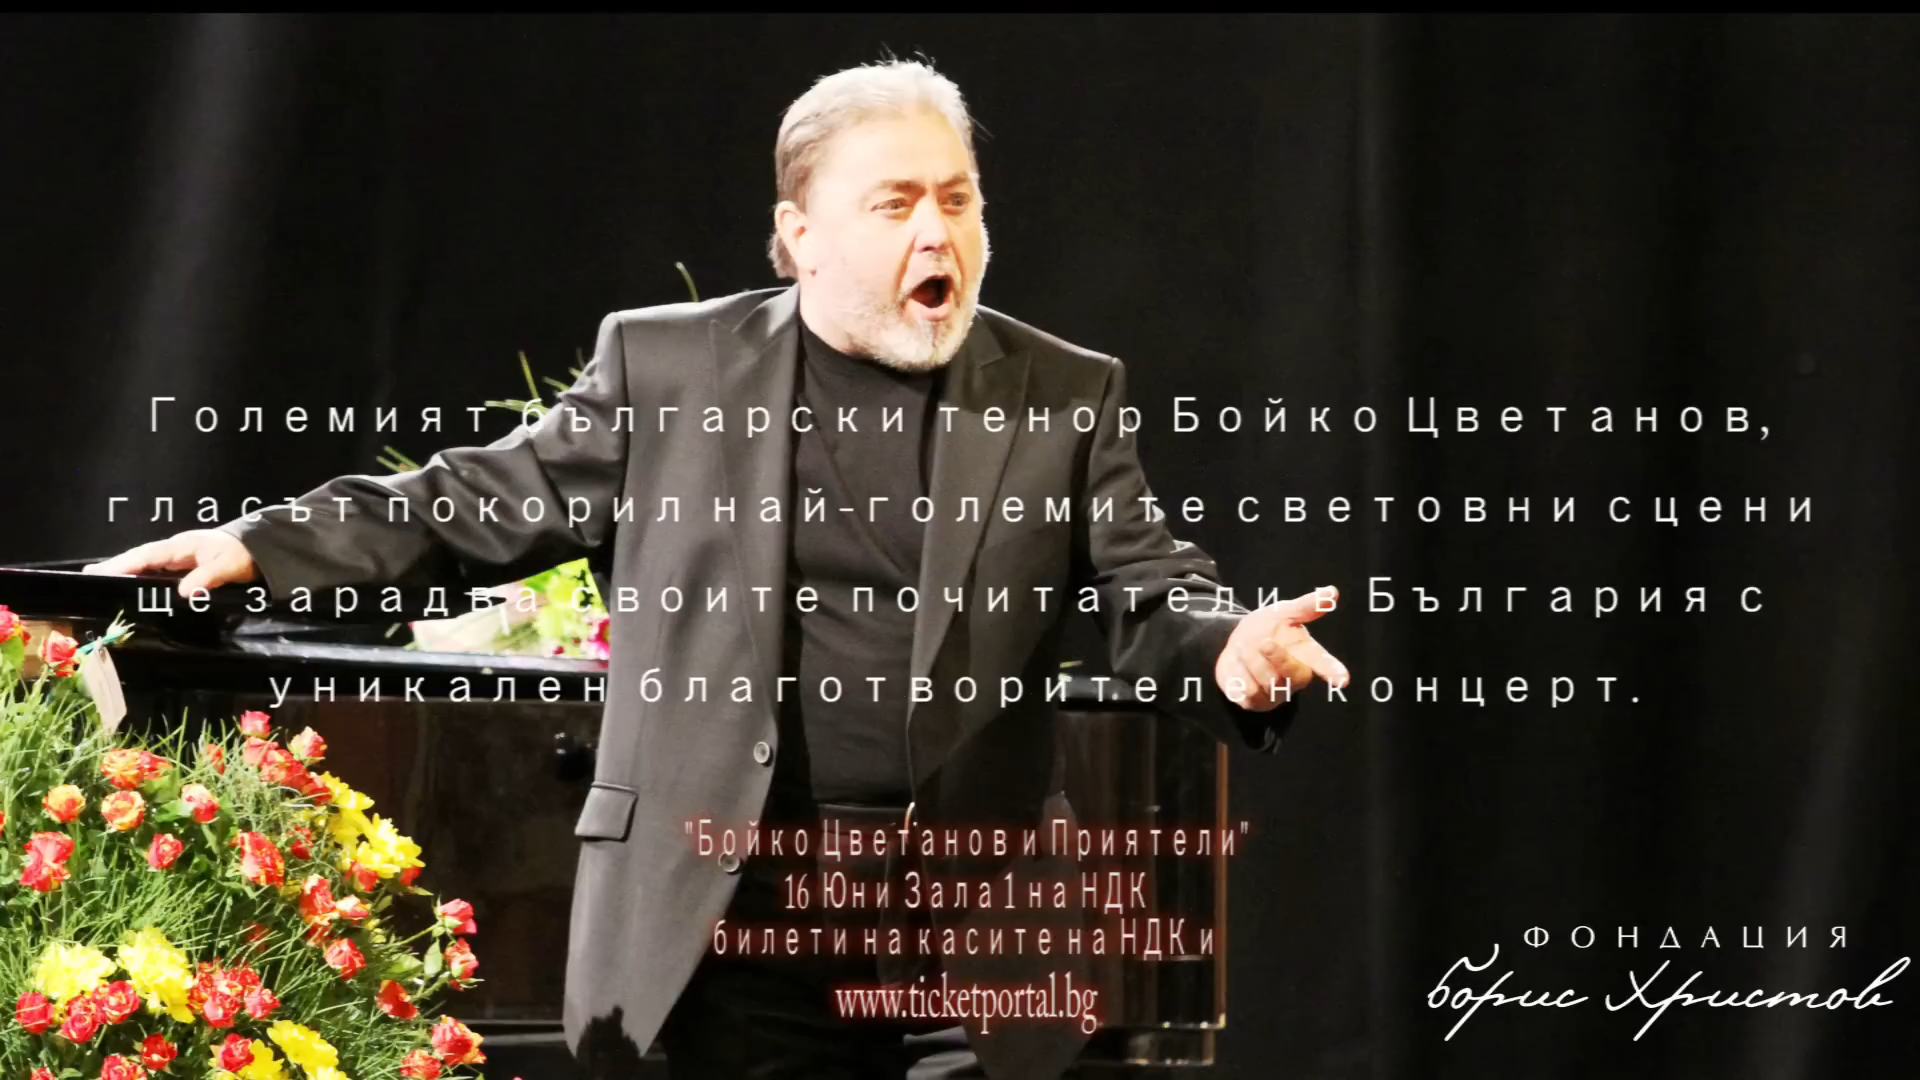 Големият български тенор Бойко Цветанов,
гласът покорил най-големите световни сцени
ще зарадва своите почитатели в България с
уникален благотворителен концерт.
"Бойко Цветанов и Приятели"
16 Юни Зала 1 на НДК
билети на касите на НДК и
www.ticketportal.bg
ФОНДАЦИЯ
Борис Христов